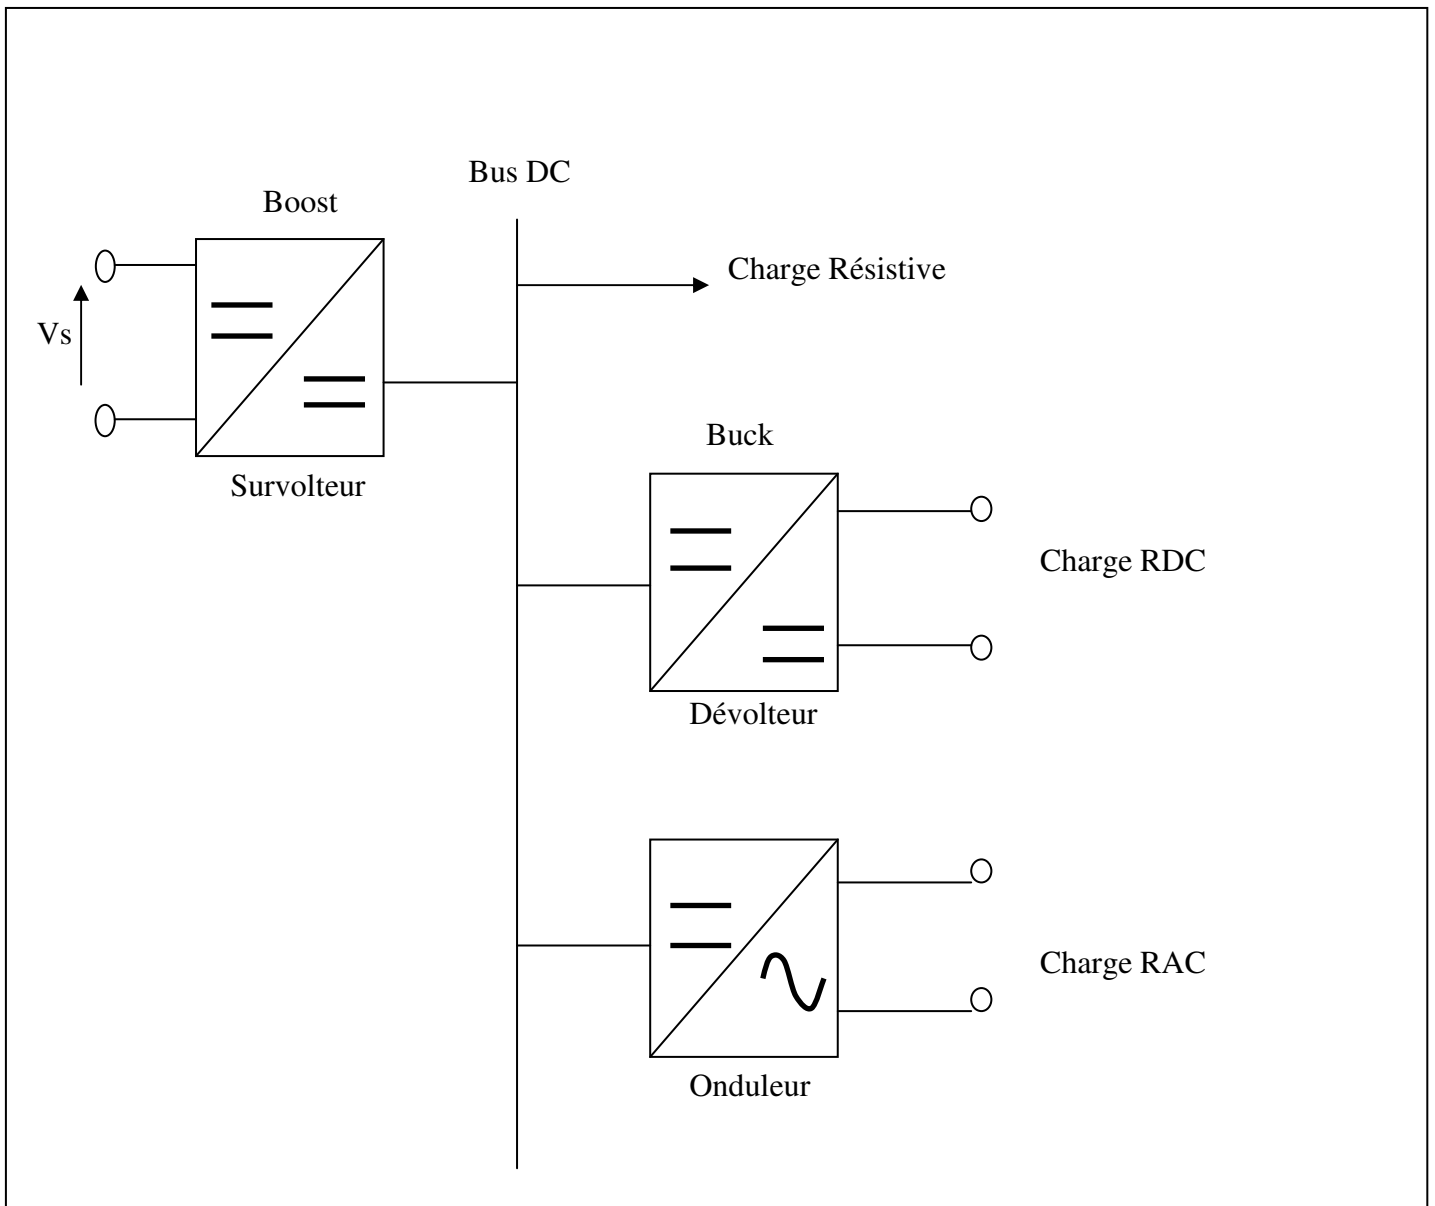 Bus DC
Boost
Charge Résistive
Vs
Survolteur
Buck
Charge RDC
Dévolteur
Charge RAC
Onduleur